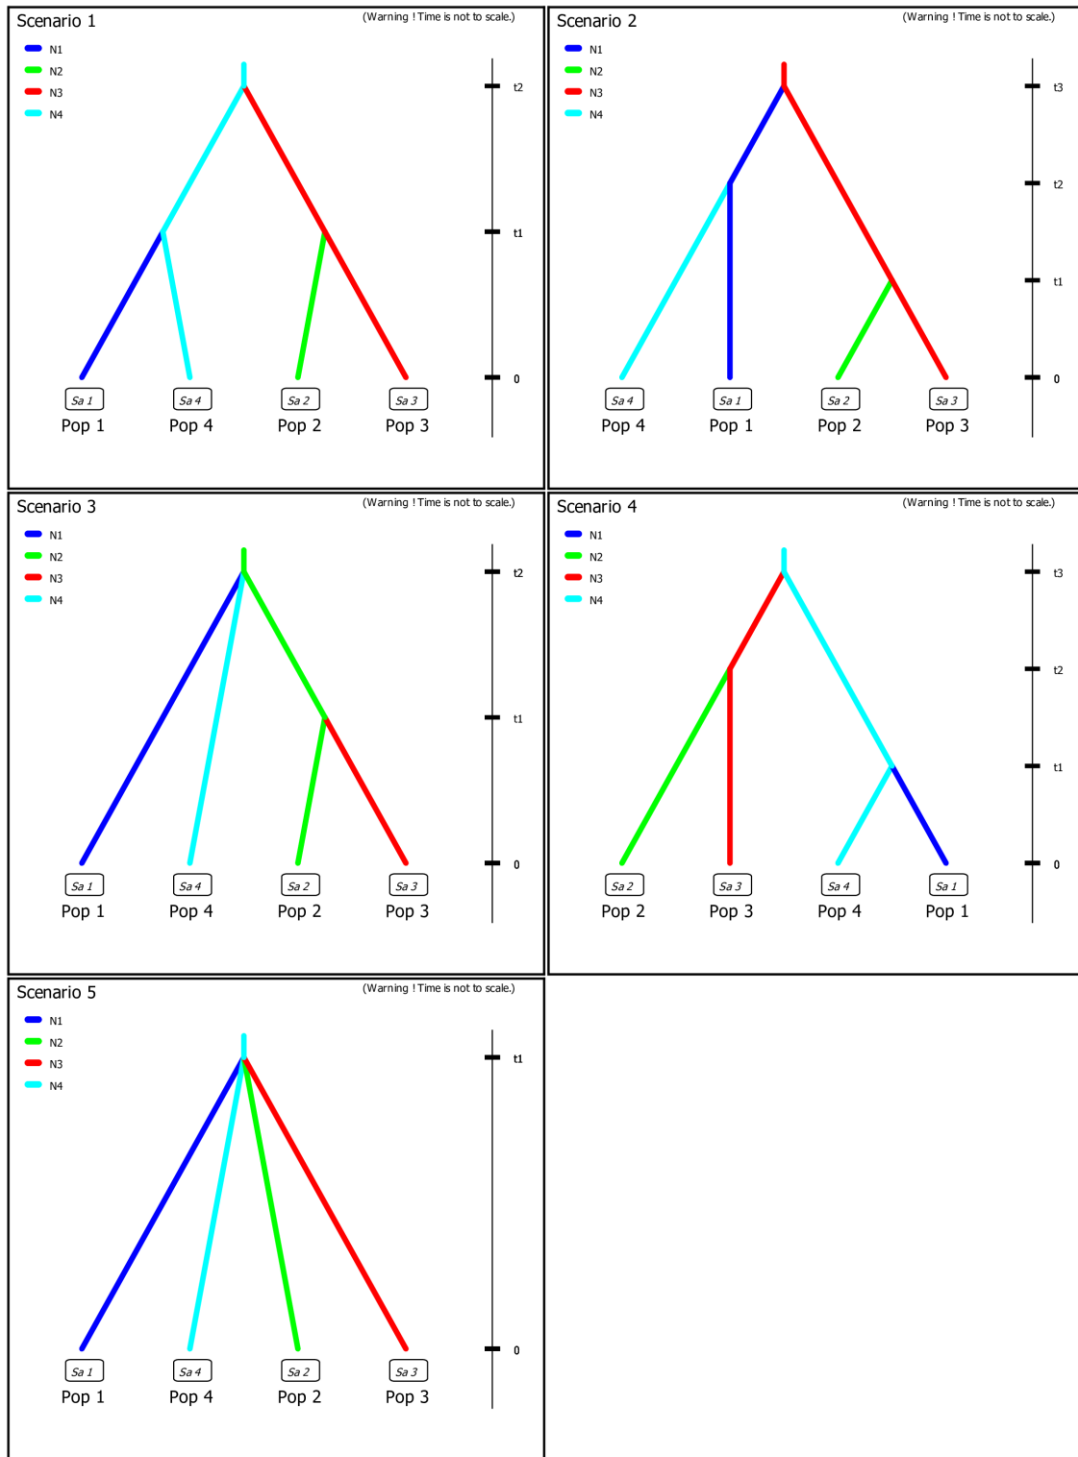 Scenario 1
(Warning ! Time is not to scale.)
N1
N2
N3
N4
t2
t1
0
Sa 1 Sa 4 Sa 2 Sa 3
Pop 1 Pop 4 Pop 2 Pop 3
Scenario 2
(Warning ! Time is not to scale.)
N1
N2
N3
N4
t3
t2
t1
0
Sa 4 Sa 1 Sa 2 Sa 3
Pop 4 Pop 1 Pop 2 Pop 3
Scenario 3
(Warning ! Time is not to scale.)
N1
N2
N3
N4
t2
t1
0
Sa 1 Sa 4 Sa 2 Sa 3
Pop 1 Pop 4 Pop 2 Pop 3
Scenario 4
(Warning ! Time is not to scale.)
N1
N2
N3
N4
t3
t2
t1
0
Sa 2 Sa 3 Sa 4 Sa 1
Pop 2 Pop 3 Pop 4 Pop 1
Scenario 5
(Warning ! Time is not to scale.)
N1
N2
N3
N4
t1
0
Sa 1 Sa 4 Sa 2 Sa 3
Pop 1 Pop 4 Pop 2 Pop 3